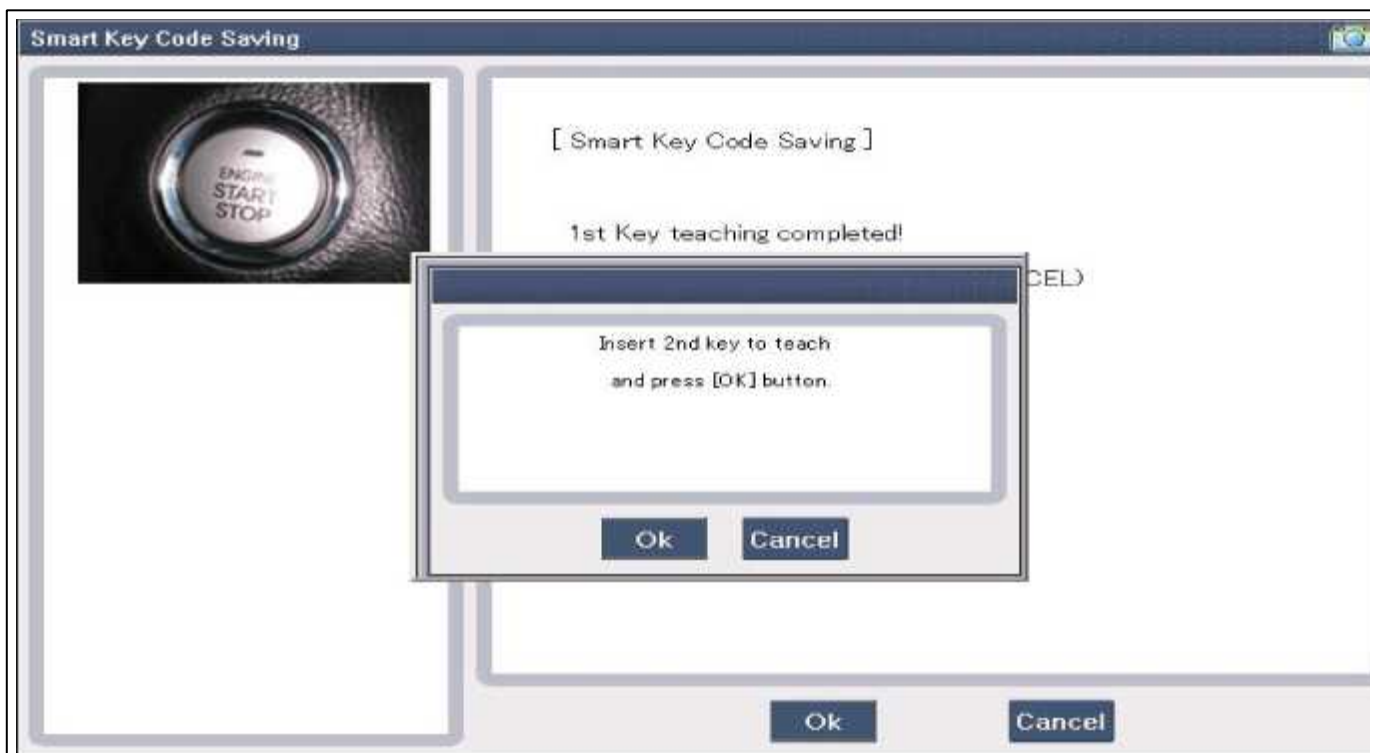 Smart Key Code Saving
ENGINE
START
STOP
[ Smart Key Code Saving ]
1st Key teaching completed!
CEL)
Insert 2nd key to teach
and press [OK] button.
Ok
Cancel
Ok
Cancel